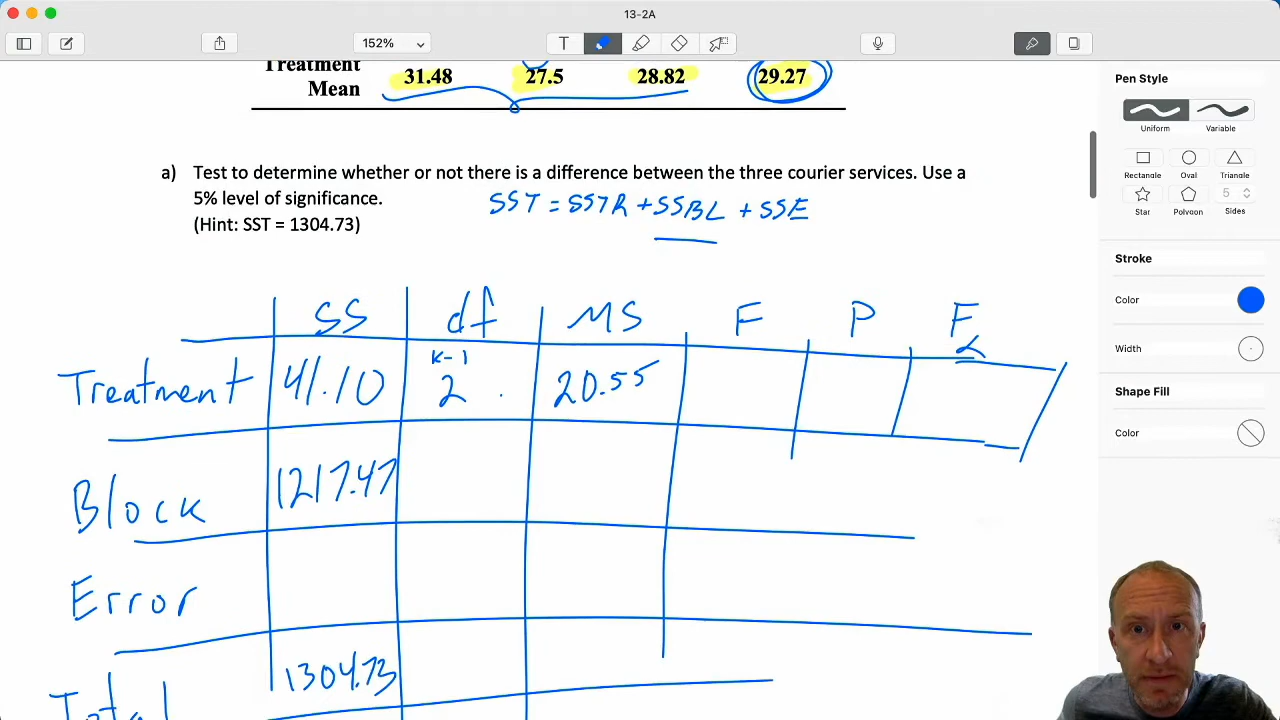 13-2A
152%
T
Treatment
Mean
31.48 27.5 28.82 29.27
a) Test to determine whether or not there is a difference between the three courier services. Use a
5% level of significance.
(Hint: SST = 1304.73)
SST = SSTR + SSBL + SSE
SS df MS F P Fα
Treatment 41.10 K-1 2 20.55
Block 1217.47
Error
Total 1304.73
Pen Style
Uniform Variable
Rectangle Oval Triangle
5
Star Polygon Sides
Stroke
Color
Width
Shape Fill
Color